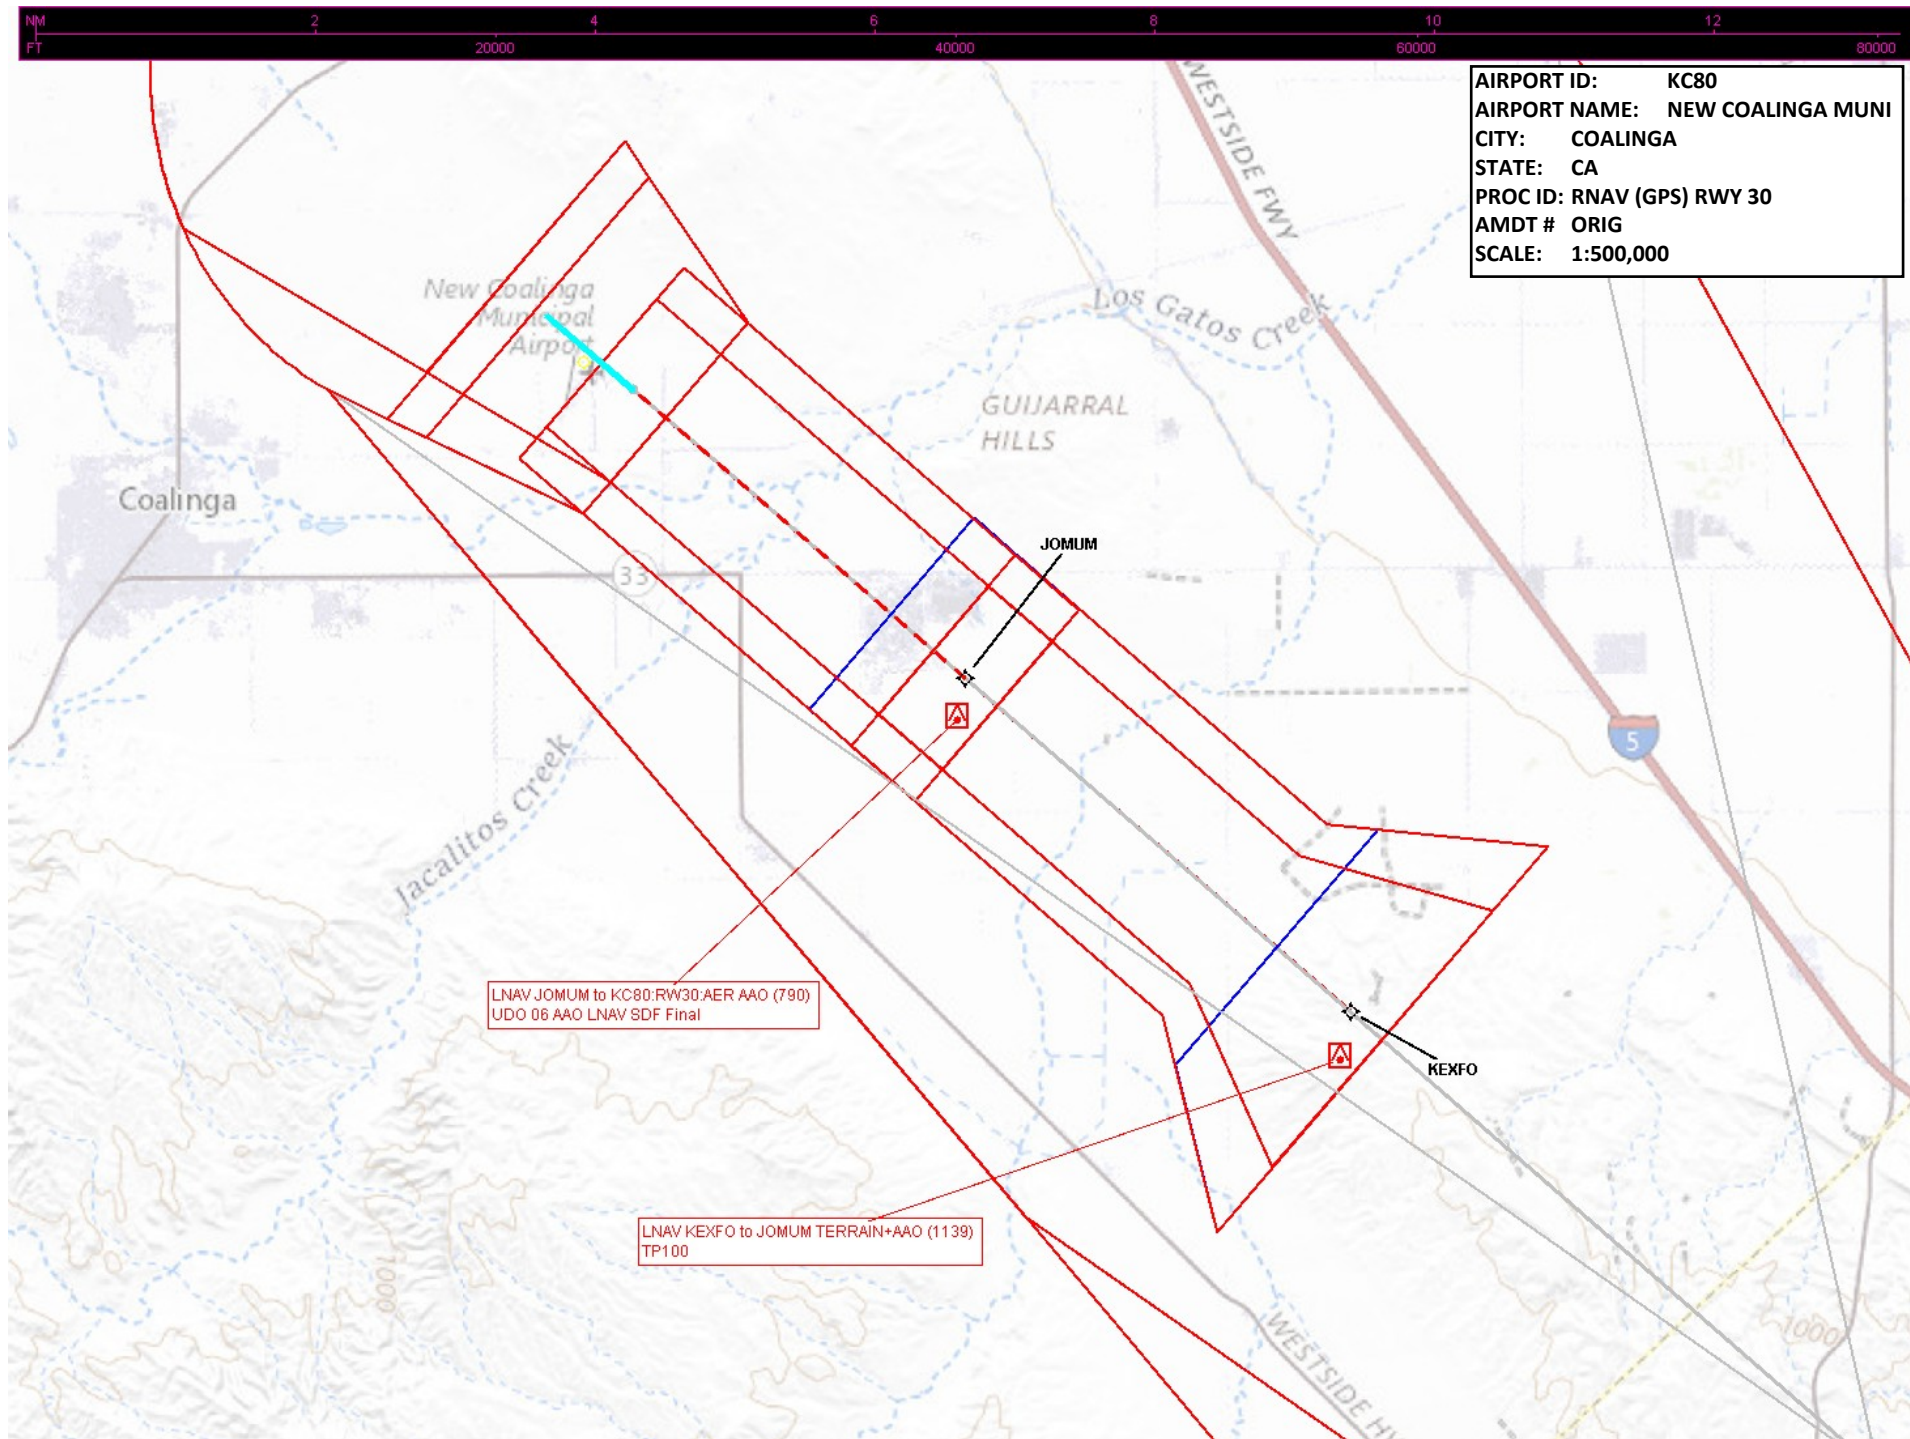 NM 2 4 6 8 10 12
FT 20000 40000 60000 80000
AIRPORT ID: KC80
AIRPORT NAME: NEW COALINGA MUNI
CITY: COALINGA
STATE: CA
PROC ID: RNAV (GPS) RWY 30
AMDT # ORIG
SCALE: 1:500,000
WESTSIDE FWY
New Coalinga
Municipal
Airport
Los Gatos Creek
GUIJARRAL
HILLS
Coalinga
JOMUM
33
5
Jacalitos Creek
LNAV JOMUM to KC80:RW30:AER AAO (790)
UDO 06 AAO LNAV SDF Final
KEXFO
LNAV KEXFO to JOMUM TERRAIN+AAO (1139)
TP100
1000
1000
WESTSIDE HW